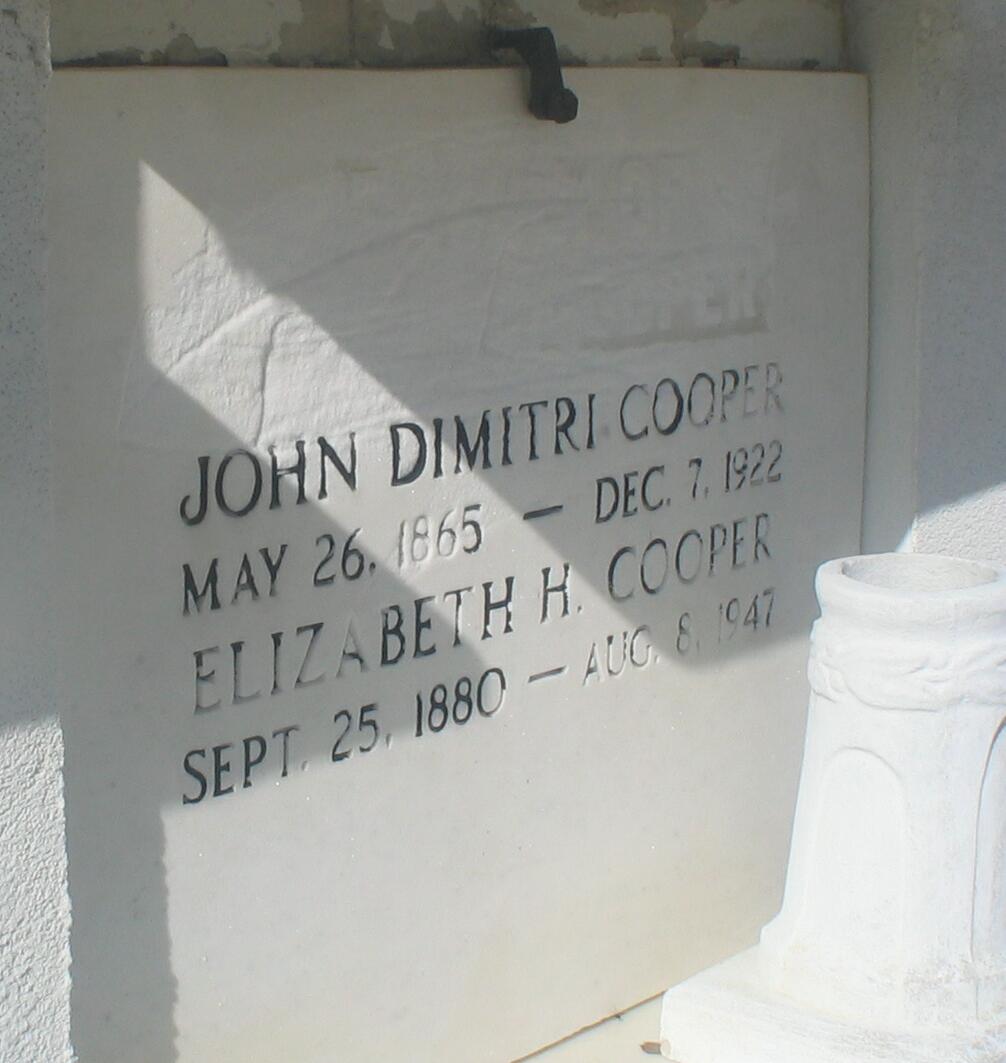 JOHN DIMITRI COOPER
MAY 26, 1865 — DEC. 7, 1922
ELIZABETH H. COOPER
SEPT. 25, 1880 — AUG. 8, 1947